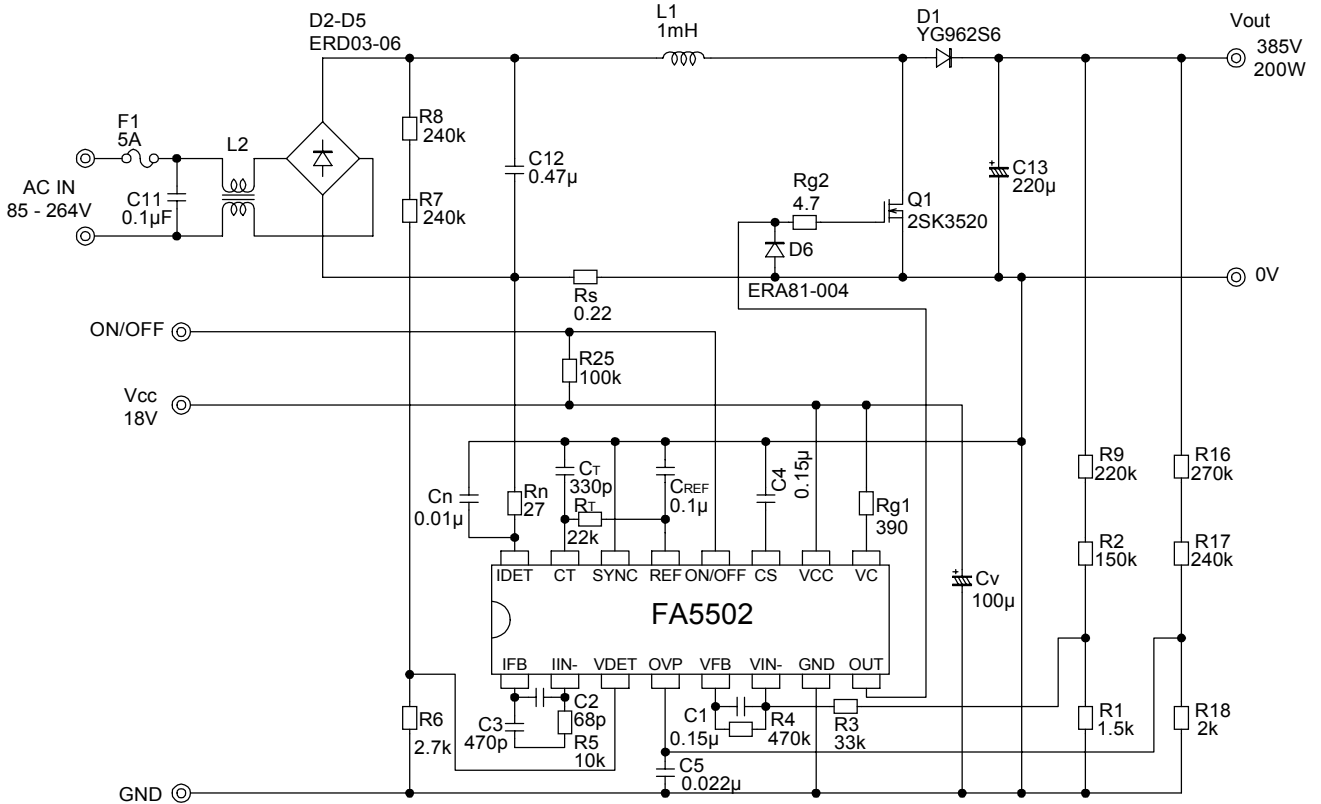 D2-D5
ERD03-06
L1
1mH
D1
YG962S6
Vout
385V
200W
F1
5A
L2
R8
240k
C11
0.1µF
AC IN
85 - 264V
R7
240k
C12
0.47µ
Rg2
4.7
C13
220µ
Q1
2SK3520
D6
ERA81-004
Rs
0.22
0V
ON/OFF
R25
100k
Vcc
18V
Cn
0.01µ
Rn
27
CT
330p
RT
22k
CREF
0.1µ
C4
0.15µ
Rg1
390
R9
220k
R16
270k
R2
150k
R17
240k
Cv
100µ
IDET CT SYNC REF ON/OFF CS VCC VC
FA5502
IFB IIN- VDET OVP VFB VIN- GND OUT
R6
2.7k
C3
470p
C2
68p
R5
10k
C1
0.15µ
R4
470k
R3
33k
R1
1.5k
R18
2k
C5
0.022µ
GND
+
+